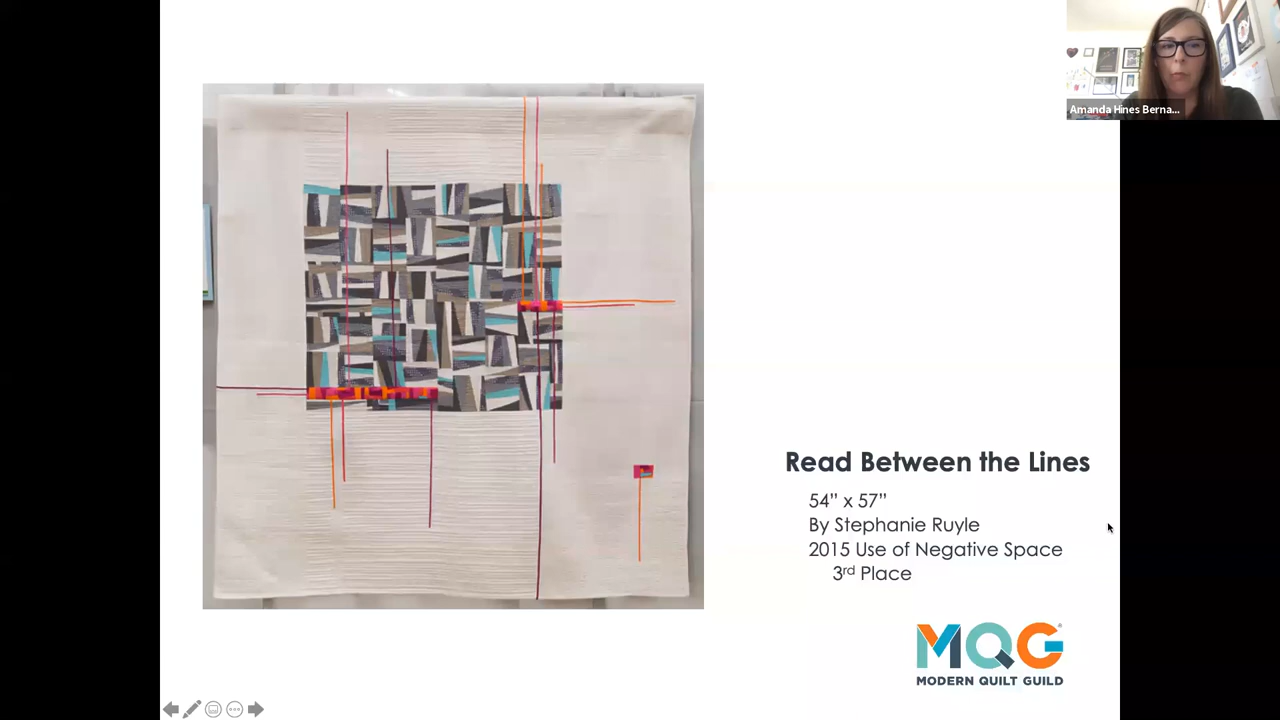 Amanda Hines Berna...
Read Between the Lines
54” x 57”
By Stephanie Ruyle
2015 Use of Negative Space
3rd Place
MQG®
MODERN QUILT GUILD